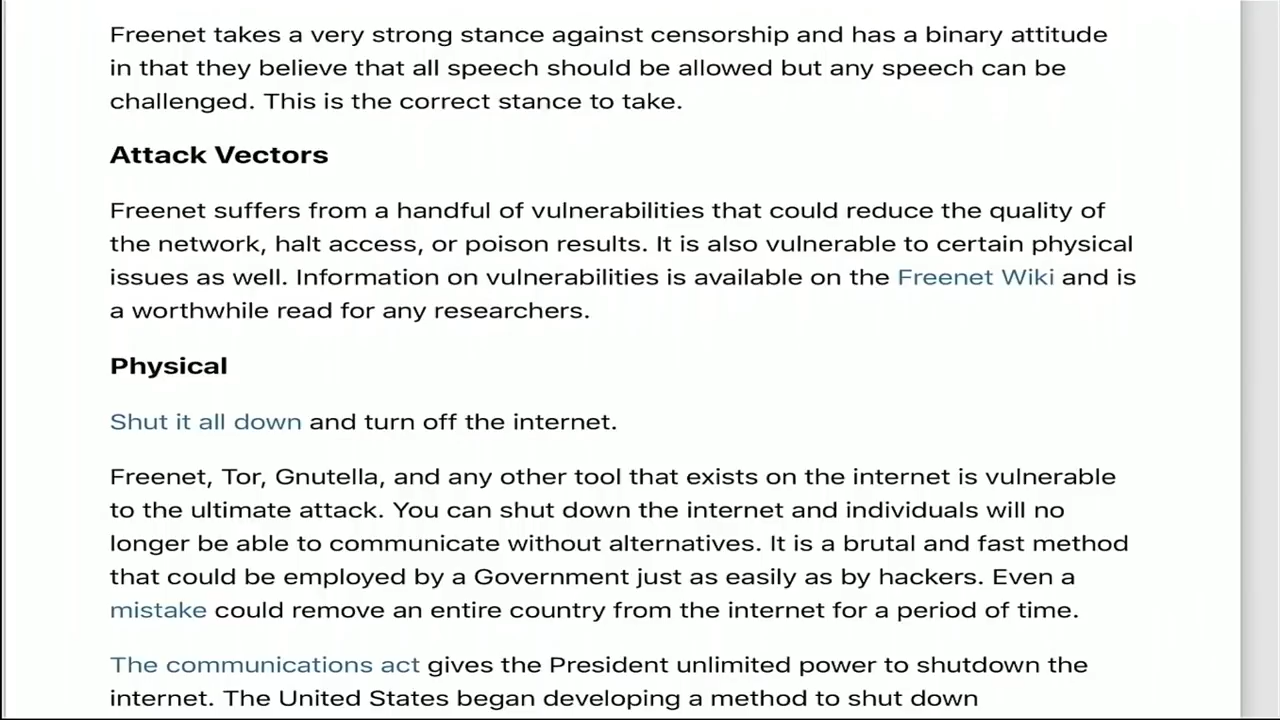 Freenet takes a very strong stance against censorship and has a binary attitude
in that they believe that all speech should be allowed but any speech can be
challenged. This is the correct stance to take.
Attack Vectors
Freenet suffers from a handful of vulnerabilities that could reduce the quality of
the network, halt access, or poison results. It is also vulnerable to certain physical
issues as well. Information on vulnerabilities is available on the Freenet Wiki and is
a worthwhile read for any researchers.
Physical
Shut it all down and turn off the internet.
Freenet, Tor, Gnutella, and any other tool that exists on the internet is vulnerable
to the ultimate attack. You can shut down the internet and individuals will no
longer be able to communicate without alternatives. It is a brutal and fast method
that could be employed by a Government just as easily as by hackers. Even a
mistake could remove an entire country from the internet for a period of time.
The communications act gives the President unlimited power to shutdown the
internet. The United States began developing a method to shut down